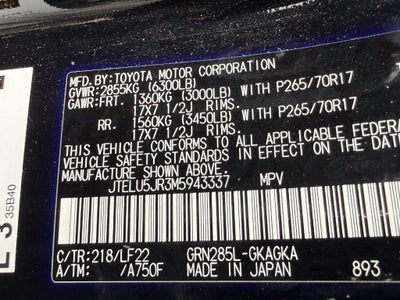 MFD. BY: TOYOTA MOTOR CORPORATION
GVWR: 2855KG (6300LB)
GAWR: FRT. 1360KG (3000LB) WITH P265/70R17
17X7 1/2J RIMS.
RR. 1560KG (3450LB) WITH P265/70R17
17X7 1/2J RIMS.
THIS VEHICLE CONFORMS TO ALL APPLICABLE FEDERA
VEHICLE SAFETY
IN EFFECT ON THE DATE
SHOWN ABOVE.
JTELU5JR3M5943337 MPV
C/TR: 218/LF22 GRN285L-GKAGKA
A/TM: /A750F MADE IN JAPAN 893
35B40